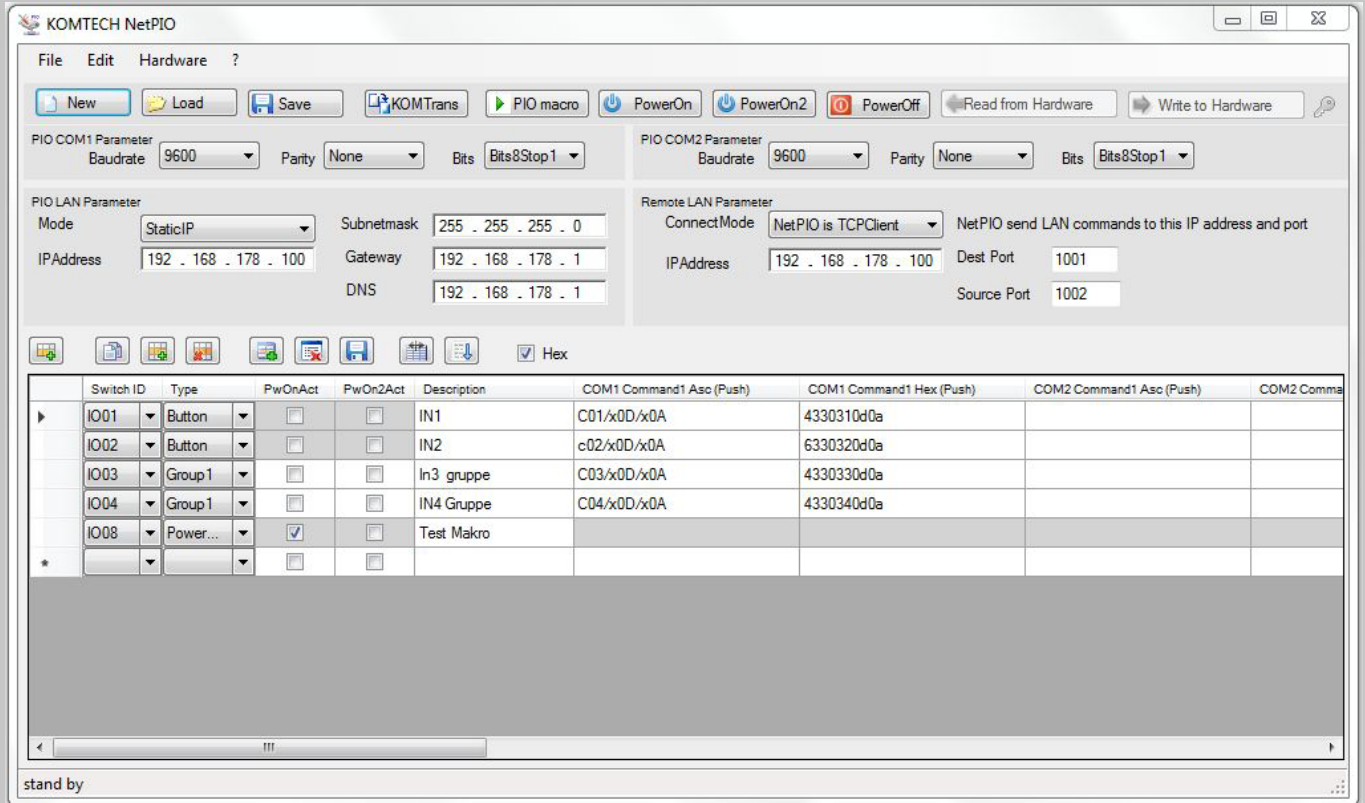 KOMTECH NetPIO
File Edit Hardware ?
New Load Save KOMTrans PIO macro PowerOn PowerOn2 PowerOff Read from Hardware Write to Hardware
PIO COM1 Parameter
Baudrate 9600 Parity None Bits Bits8Stop1
PIO COM2 Parameter
Baudrate 9600 Parity None Bits Bits8Stop1
PIO LAN Parameter
Mode StaticIP Subnetmask 255 . 255 . 255 . 0
IPAddress 192 . 168 . 178 . 100 Gateway 192 . 168 . 178 . 1
DNS 192 . 168 . 178 . 1
Remote LAN Parameter
ConnectMode NetPIO is TCPClient NetPIO send LAN commands to this IP address and port
IPAddress 192 . 168 . 178 . 100 Dest Port 1001
Source Port 1002
Hex
Switch ID Type PwOnAct PwOn2Act Description COM1 Command1 Asc (Push) COM1 Command1 Hex (Push) COM2 Command1 Asc (Push) COM2 Comma
IO01 Button IN1 C01/x0D/x0A 4330310d0a
IO02 Button IN2 c02/x0D/x0A 6330320d0a
IO03 Group1 In3 gruppe C03/x0D/x0A 4330330d0a
IO04 Group1 IN4 Gruppe C04/x0D/x0A 4330340d0a
IO08 Power... Test Makro
*
stand by